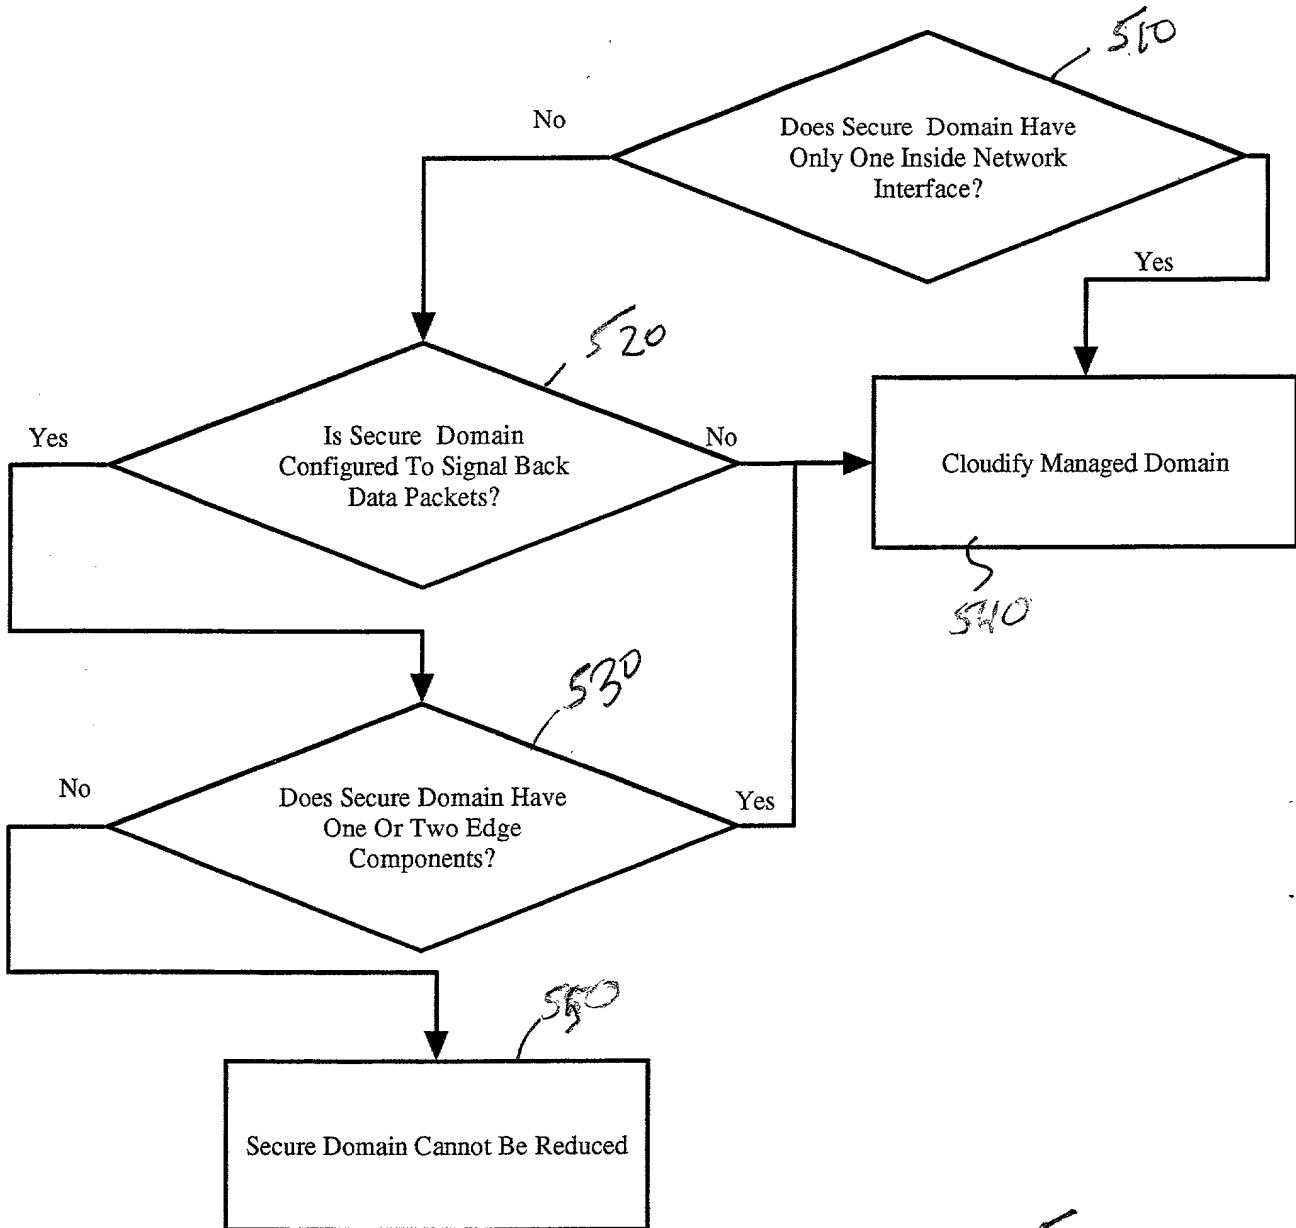 510
No
Does Secure Domain Have
Only One Inside Network
Interface?
Yes
520
Yes
Is Secure Domain
Configured To Signal Back
Data Packets?
No
Cloudify Managed Domain
540
530
No
Does Secure Domain Have
One Or Two Edge
Components?
Yes
550
Secure Domain Cannot Be Reduced